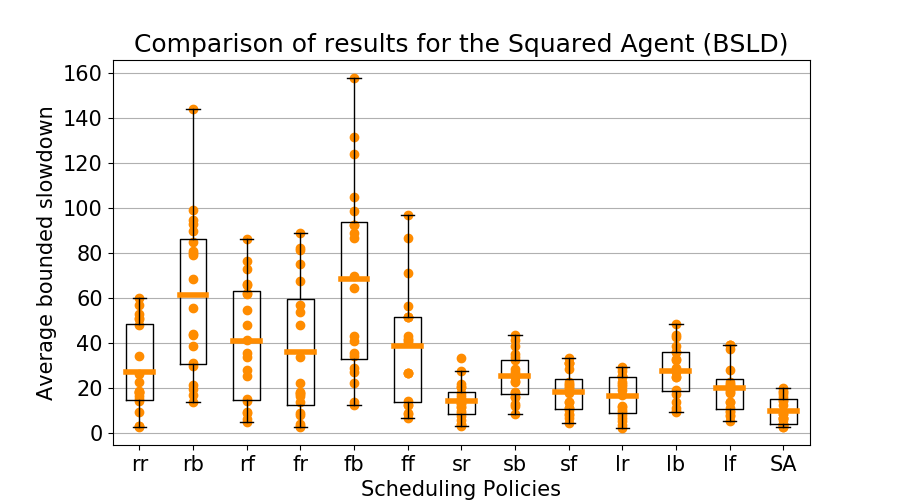 Comparison of results for the Squared Agent (BSLD)
Average bounded slowdown
160
140
120
100
80
60
40
20
0
rr rb rf fr fb ff sr sb sf lr lb lf SA
Scheduling Policies